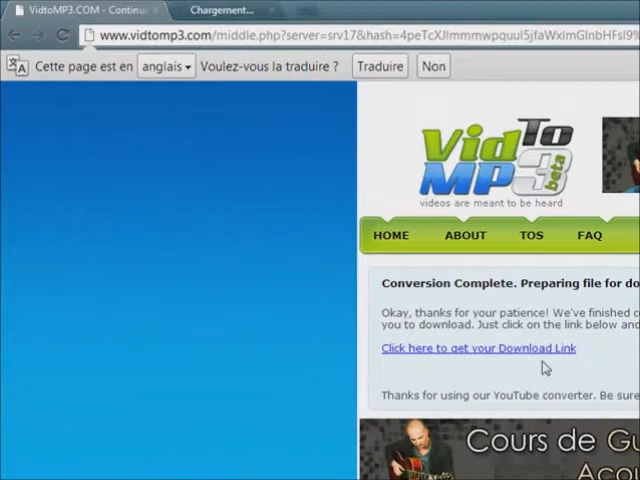 VidtoMP3.COM - Continu
Chargement...
www.vidtomp3.com/middle.php?server=srv17&hash=4peTcXJlmmmwpquul5jfaWxlmGlnbHFsl9
Cette page est en anglais Voulez-vous la traduire ? Traduire Non
VidTo
MP3 beta
videos are meant to be heard
HOME ABOUT TOS FAQ
Conversion Complete. Preparing file for do
Okay, thanks for your patience! We've finished c
you to download. Just click on the link below and
Click here to get your Download Link
Thanks for using our YouTube converter. Be sure
Cours de Gu
Acou